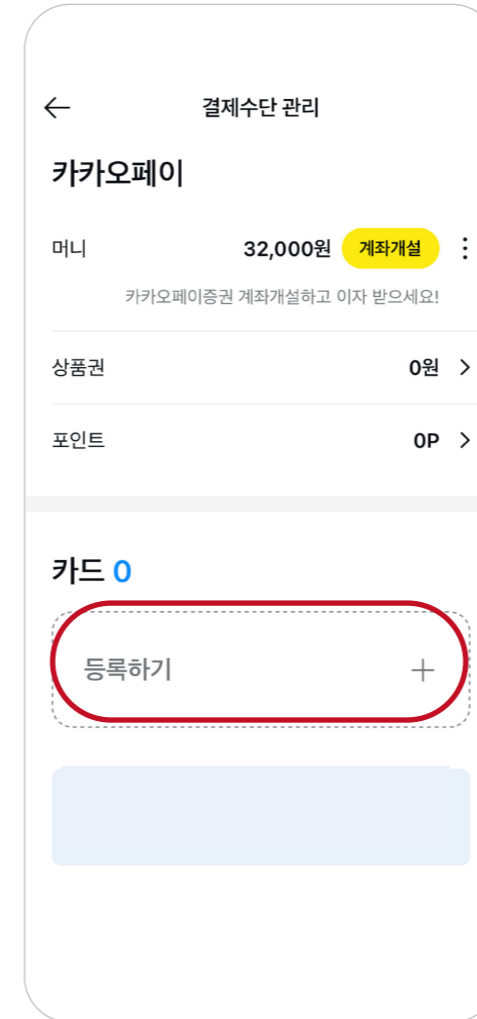 결제수단 관리
카카오페이
머니 32,000원 계좌개설
카카오페이증권 계좌개설하고 이자 받으세요!
상품권 0원
포인트 0P
카드 0
등록하기